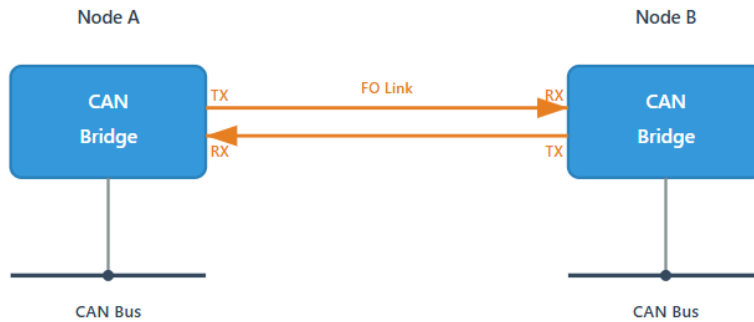 Node A
Node B
CAN
Bridge
TX
FO Link
RX
CAN
Bridge
RX
TX
CAN Bus
CAN Bus